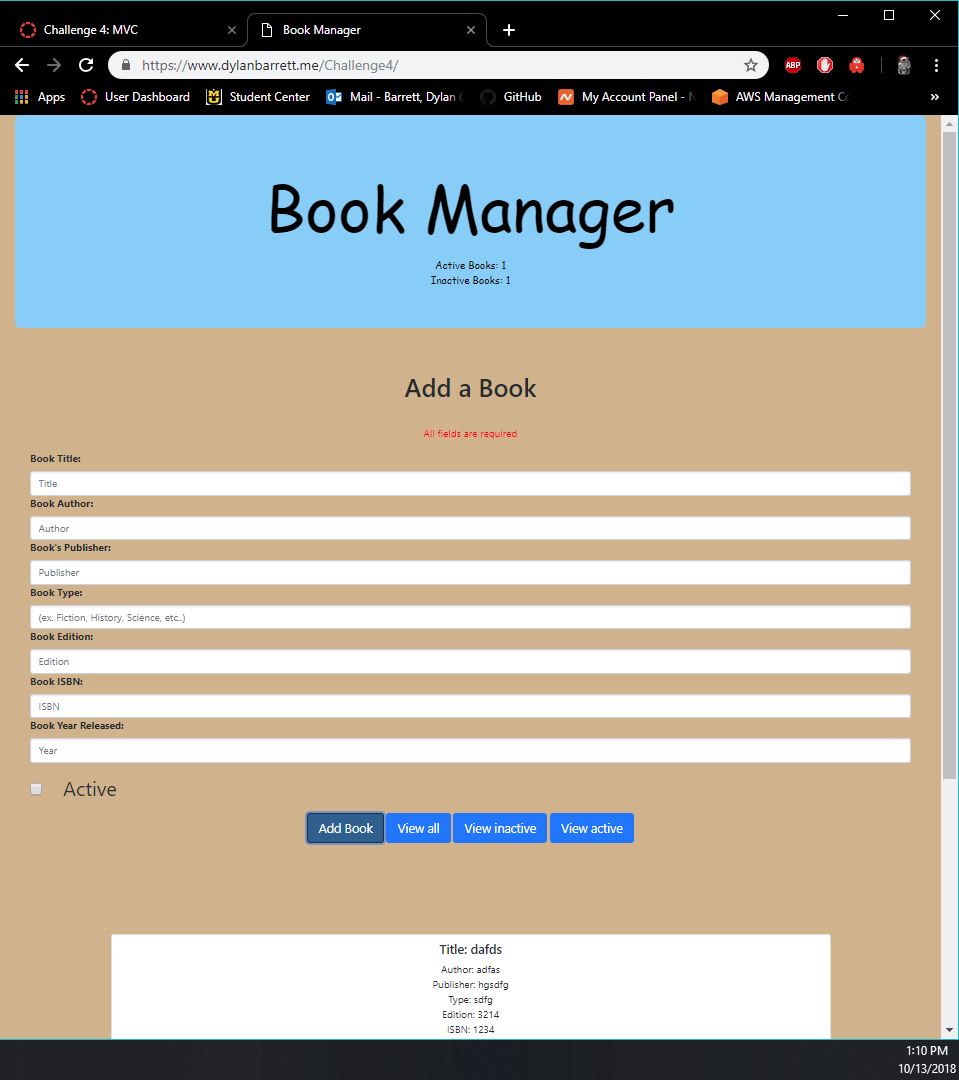 Challenge 4: MVC
Book Manager
https://www.dylanbarrett.me/Challenge4/
ABP
Apps
User Dashboard
Student Center
Mail - Barrett, Dylan
GitHub
My Account Panel -
AWS Management
Book Manager
Active Books: 1
Inactive Books: 1
Add a Book
All fields are required
Book Title:
Title
Book Author:
Author
Book's Publisher:
Publisher
Book Type:
(ex. Fiction, History, Science, etc..)
Book Edition:
Edition
Book ISBN:
ISBN
Book Year Released:
Year
Active
Add Book View all View inactive View active
Title: dafds
Author: adfas
Publisher: hgsdfg
Type: sdfg
Edition: 3214
ISBN: 1234
1:10 PM
10/13/2018